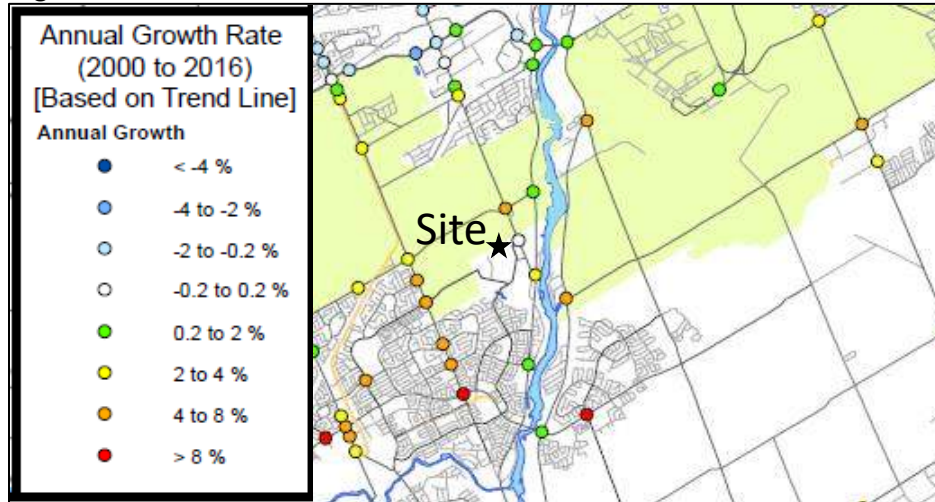 Annual Growth Rate
(2000 to 2016)
[Based on Trend Line]
Annual Growth
< -4 %
-4 to -2 %
-2 to -0.2 %
-0.2 to 0.2 %
0.2 to 2 %
2 to 4 %
4 to 8 %
> 8 %
Site